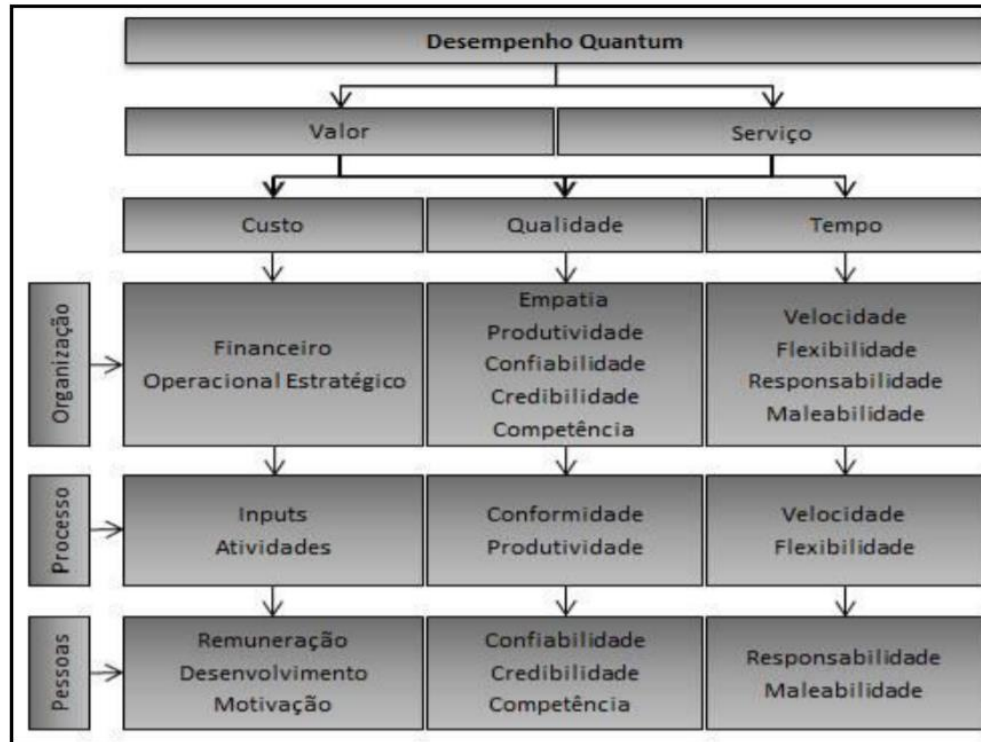 Desempenho Quantum
Valor
Serviço
Custo
Qualidade
Tempo
Organização
Financeiro
Operacional Estratégico
Empatia
Produtividade
Confiabilidade
Credibilidade
Competência
Velocidade
Flexibilidade
Responsabilidade
Maleabilidade
Processo
Inputs
Atividades
Conformidade
Produtividade
Velocidade
Flexibilidade
Pessoas
Remuneração
Desenvolvimento
Motivação
Confiabilidade
Credibilidade
Competência
Responsabilidade
Maleabilidade